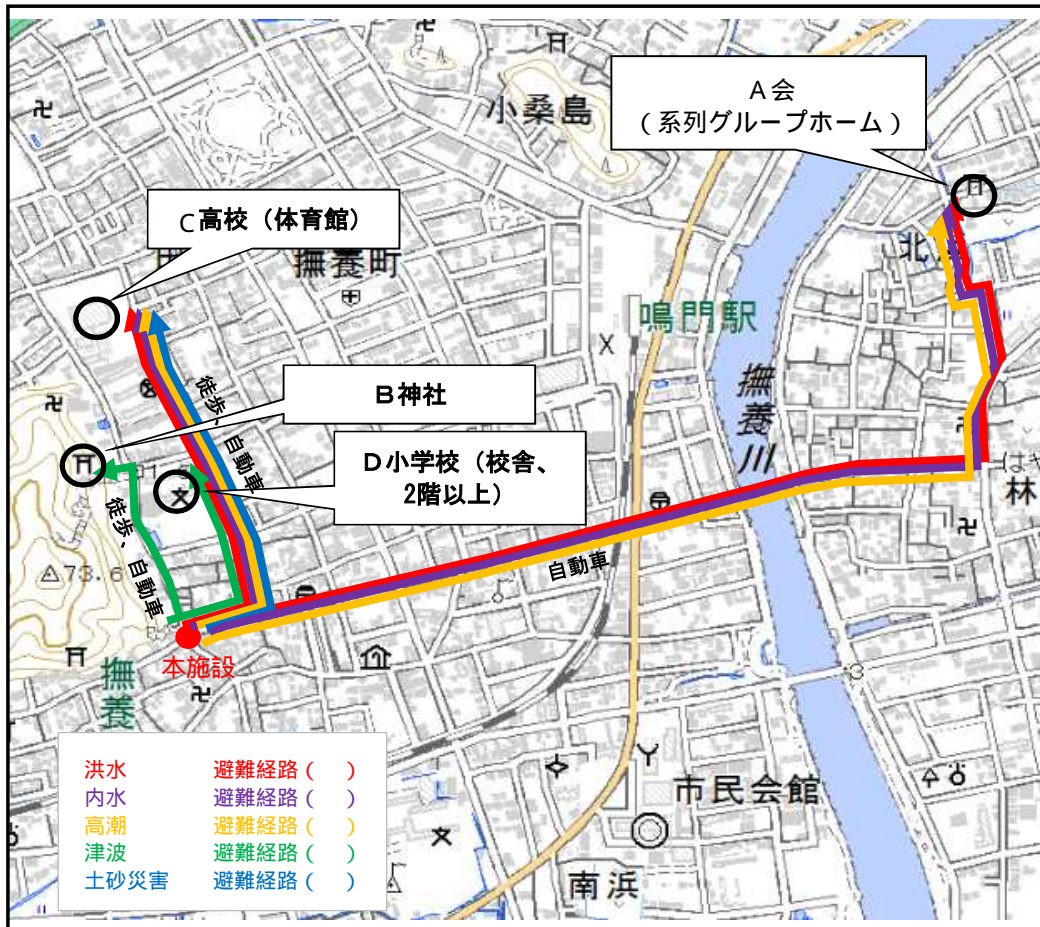 小桑島
A会
(系列グループホーム)
C高校(体育館)
撫養町
鳴門駅
B神社
撫養川
D小学校(校舎、
2階以上)
徒歩、自動車
徒歩、自動車
自動車
林
73.6
本施設
撫養
市民会館
南浜
洪水 避難経路( )
内水 避難経路( )
高潮 避難経路( )
津波 避難経路( )
土砂災害 避難経路( )